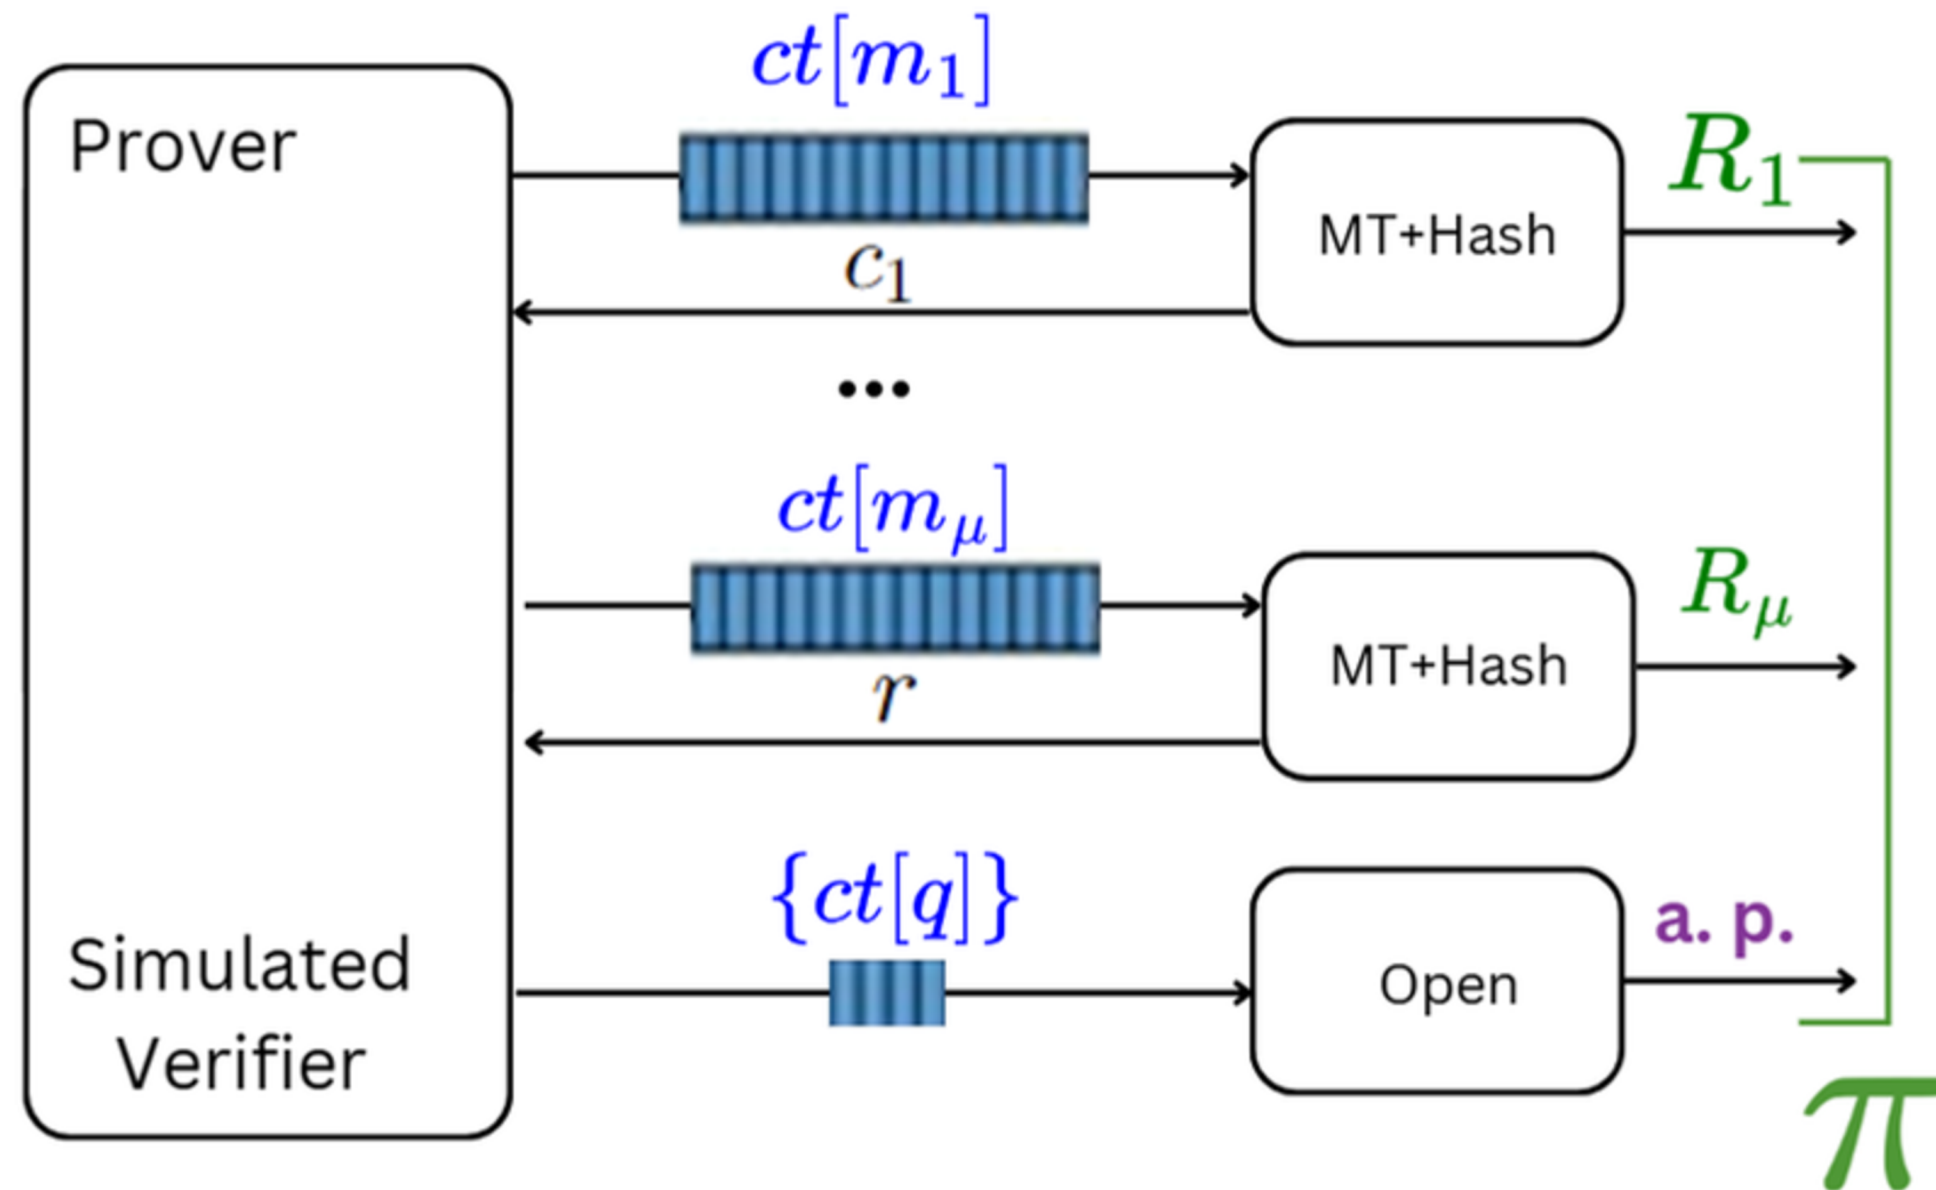 ct[m₁]
Prover
R₁
MT+Hash
c₁
...
ct[m_μ]
R_μ
MT+Hash
r
{ct[q]}
a. p.
Simulated
Verifier
Open
π